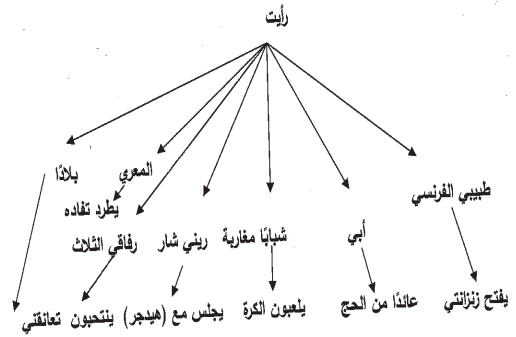 رأيت
طبيبي الفرنسي
أبي
شبابًا مغاربة
ريني شار
رفاقي الثلاث
المعري
بلادًا
يطرد تفاده
يفتح زنزانتي
عائدًا من الحج
يلعبون الكرة
يجلس مع (هيدجر)
ينتحبون
تعانقني